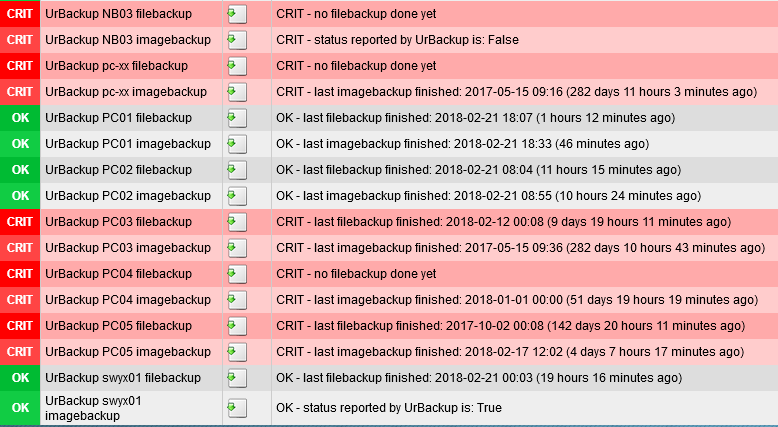 CRIT UrBackup NB03 filebackup CRIT - no filebackup done yet
CRIT UrBackup NB03 imagebackup CRIT - status reported by UrBackup is: False
CRIT UrBackup pc-xx filebackup CRIT - no filebackup done yet
CRIT UrBackup pc-xx imagebackup CRIT - last imagebackup finished: 2017-05-15 09:16 (282 days 11 hours 3 minutes ago)
OK UrBackup PC01 filebackup OK - last filebackup finished: 2018-02-21 18:07 (1 hours 12 minutes ago)
OK UrBackup PC01 imagebackup OK - last imagebackup finished: 2018-02-21 18:33 (46 minutes ago)
OK UrBackup PC02 filebackup OK - last filebackup finished: 2018-02-21 08:04 (11 hours 15 minutes ago)
OK UrBackup PC02 imagebackup OK - last imagebackup finished: 2018-02-21 08:55 (10 hours 24 minutes ago)
CRIT UrBackup PC03 filebackup CRIT - last filebackup finished: 2018-02-12 00:08 (9 days 19 hours 11 minutes ago)
CRIT UrBackup PC03 imagebackup CRIT - last imagebackup finished: 2017-05-15 09:36 (282 days 10 hours 43 minutes ago)
CRIT UrBackup PC04 filebackup CRIT - no filebackup done yet
CRIT UrBackup PC04 imagebackup CRIT - last imagebackup finished: 2018-01-01 00:00 (51 days 19 hours 19 minutes ago)
CRIT UrBackup PC05 filebackup CRIT - last filebackup finished: 2017-10-02 00:08 (142 days 20 hours 11 minutes ago)
CRIT UrBackup PC05 imagebackup CRIT - last imagebackup finished: 2018-02-17 12:02 (4 days 7 hours 17 minutes ago)
OK UrBackup swyx01 filebackup OK - last filebackup finished: 2018-02-21 00:03 (19 hours 16 minutes ago)
OK UrBackup swyx01
imagebackup OK - status reported by UrBackup is: True